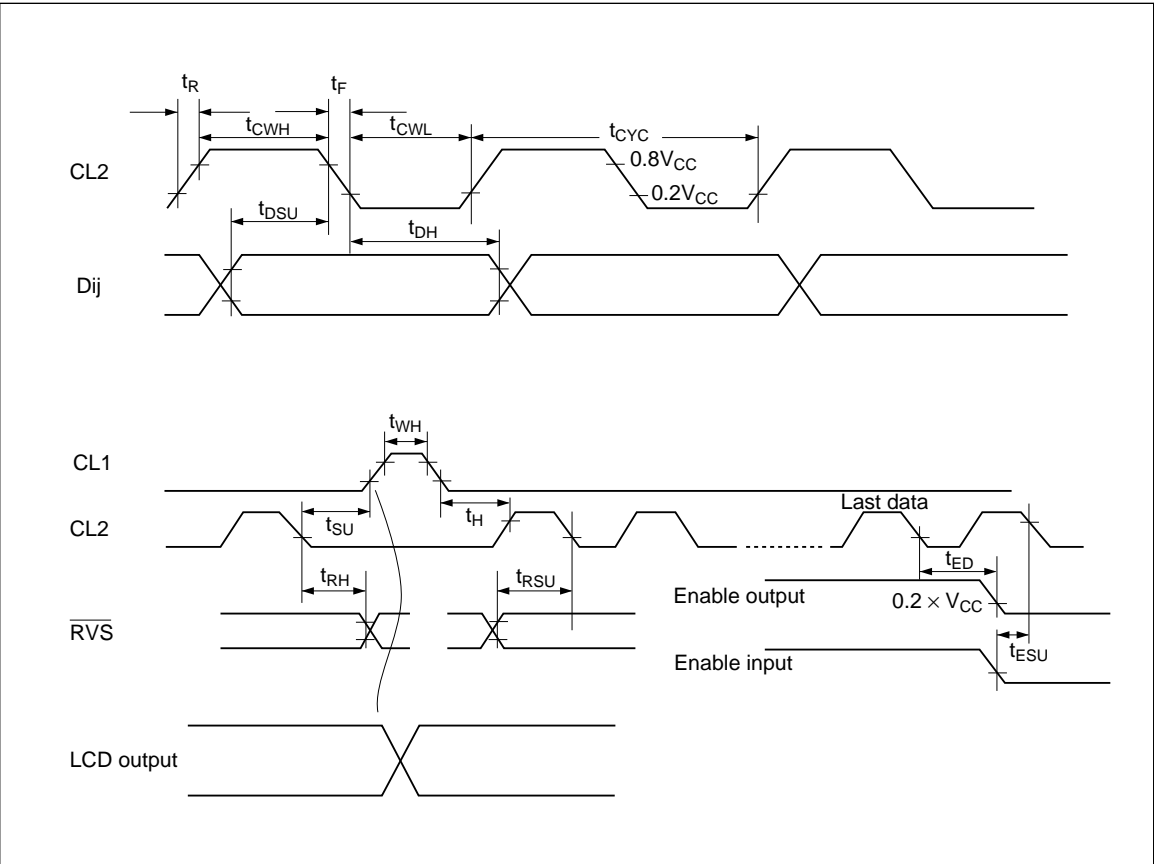 tR
tF
tCWH
tCWL
tCYC
CL2
0.8VCC
0.2VCC
tDSU
tDH
Dij
tWH
CL1
Last data
CL2
tSU
tH
tED
tRH
tRSU
Enable output
0.2 × VCC
RVS
tESU
Enable input
LCD output